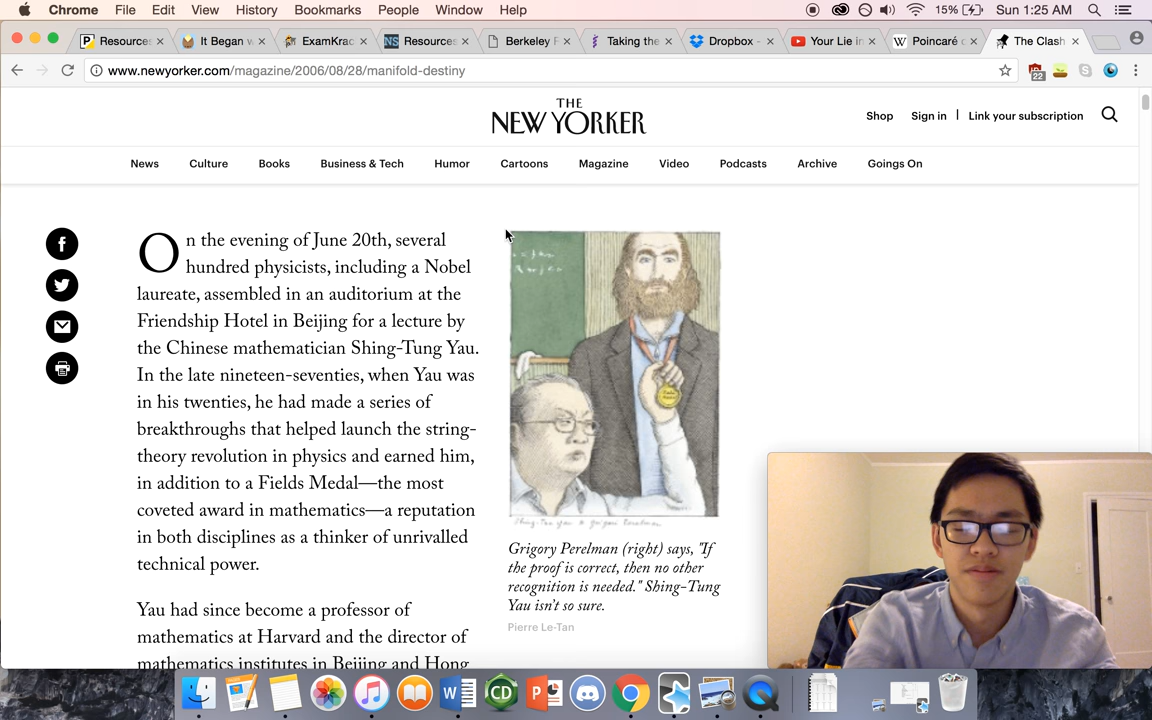 Chrome File Edit View History Bookmarks People Window Help 15% Sun 1:25 AM
Resources It Began w ExamKrac Resources Berkeley F Taking the Dropbox - Your Lie in Poincaré c The Clash
www.newyorker.com/magazine/2006/08/28/manifold-destiny 22
THE
NEW YORKER
Shop Sign in | Link your subscription
News Culture Books Business & Tech Humor Cartoons Magazine Video Podcasts Archive Goings On
On the evening of June 20th, several
hundred physicists, including a Nobel
laureate, assembled in an auditorium at the
Friendship Hotel in Beijing for a lecture by
the Chinese mathematician Shing-Tung Yau.
In the late nineteen-seventies, when Yau was
in his twenties, he had made a series of
breakthroughs that helped launch the string-
theory revolution in physics and earned him,
in addition to a Fields Medal—the most
coveted award in mathematics—a reputation
in both disciplines as a thinker of unrivalled
technical power.
Yau had since become a professor of
mathematics at Harvard and the director of
mathematics institutes in Beijing and Hong
Grigory Perelman (right) says, "If
the proof is correct, then no other
recognition is needed." Shing-Tung
Yau isn't so sure.
Pierre Le-Tan